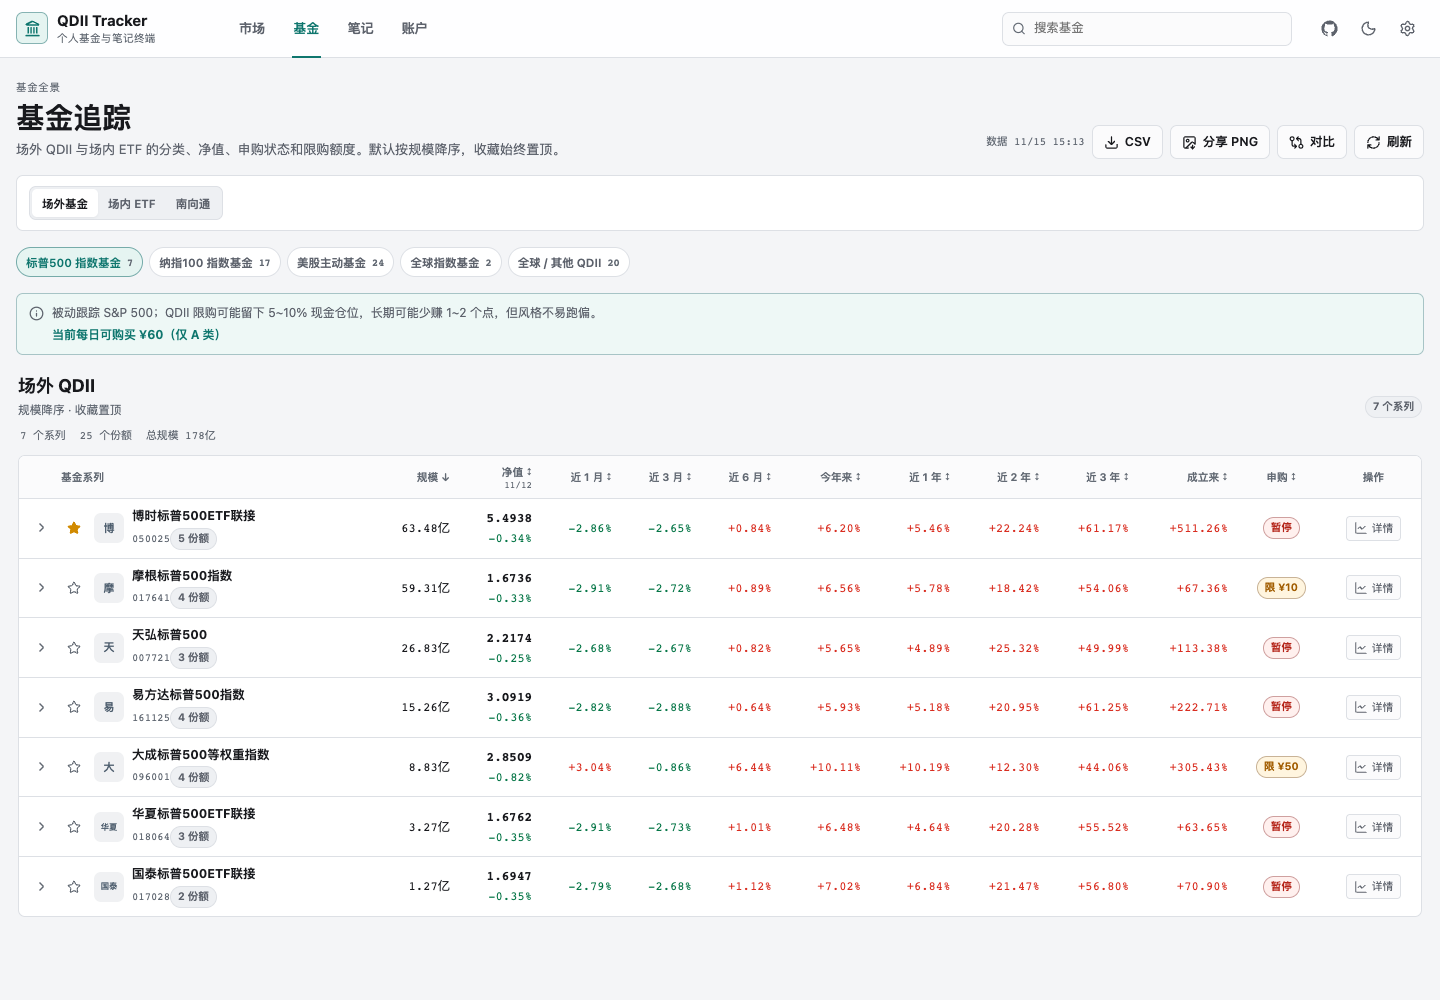 QDII Tracker
个人基金与笔记终端
市场 基金 笔记 账户
搜索基金
基金全景
基金追踪
场外 QDII 与场内 ETF 的分类、净值、申购状态和限购额度。默认按规模降序，收藏始终置顶。
数据 11/15 15:13 CSV 分享 PNG 对比 刷新
场外基金 场内 ETF 南向通
标普500 指数基金 7 纳指100 指数基金 17 美股主动基金 24 全球指数基金 2 全球 / 其他 QDII 20
被动跟踪 S&P 500；QDII 限购可能留下 5~10% 现金仓位，长期可能少赚 1~2 个点，但风格不易跑偏。
当前每日可购买 ¥60（仅 A 类）
场外 QDII
规模降序 · 收藏置顶
7 个系列
7 个系列 25 个份额 总规模 178亿
基金系列 规模 ↓ 净值 ↕ 11/12 近 1 月 ↕ 近 3 月 ↕ 近 6 月 ↕ 今年来 ↕ 近 1 年 ↕ 近 2 年 ↕ 近 3 年 ↕ 成立来 ↕ 申购 ↕ 操作
博 博时标普500ETF联接 050025 5 份额 63.48亿 5.4938 -0.34% -2.86% -2.65% +0.84% +6.20% +5.46% +22.24% +61.17% +511.26% 暂停 详情
摩 摩根标普500指数 017641 4 份额 59.31亿 1.6736 -0.33% -2.91% -2.72% +0.89% +6.56% +5.78% +18.42% +54.06% +67.36% 限 ¥10 详情
天 天弘标普500 007721 3 份额 26.83亿 2.2174 -0.25% -2.68% -2.67% +0.82% +5.65% +4.89% +25.32% +49.99% +113.38% 暂停 详情
易 易方达标普500指数 161125 4 份额 15.26亿 3.0919 -0.36% -2.82% -2.88% +0.64% +5.93% +5.18% +20.95% +61.25% +222.71% 暂停 详情
大 大成标普500等权重指数 096001 4 份额 8.83亿 2.8509 -0.82% +3.04% -0.86% +6.44% +10.11% +10.19% +12.30% +44.06% +305.43% 限 ¥50 详情
华夏 华夏标普500ETF联接 018064 3 份额 3.27亿 1.6762 -0.35% -2.91% -2.73% +1.01% +6.48% +4.64% +20.28% +55.52% +63.65% 暂停 详情
国泰 国泰标普500ETF联接 017028 2 份额 1.27亿 1.6947 -0.35% -2.79% -2.68% +1.12% +7.02% +6.84% +21.47% +56.80% +70.90% 暂停 详情